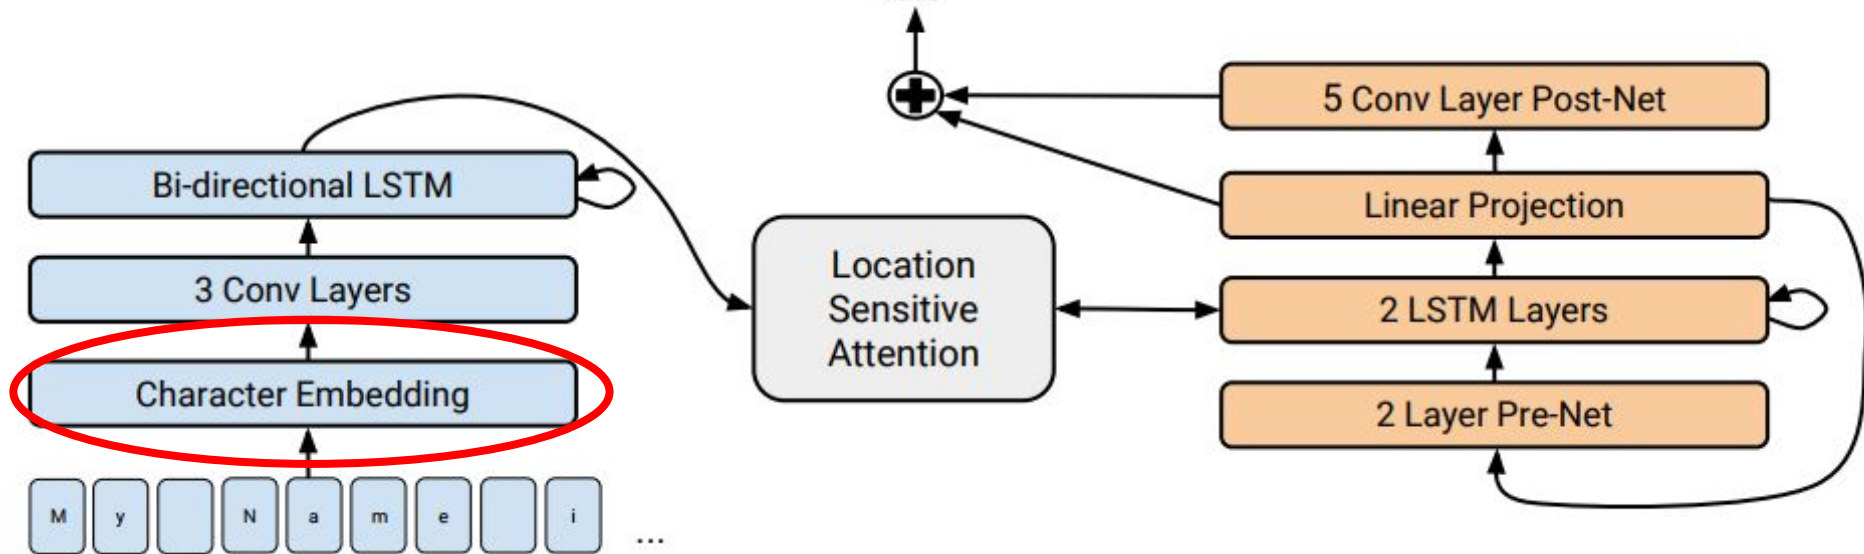 Bi-directional LSTM
3 Conv Layers
Character Embedding
M y N a m e i ...
Location
Sensitive
Attention
5 Conv Layer Post-Net
Linear Projection
2 LSTM Layers
2 Layer Pre-Net